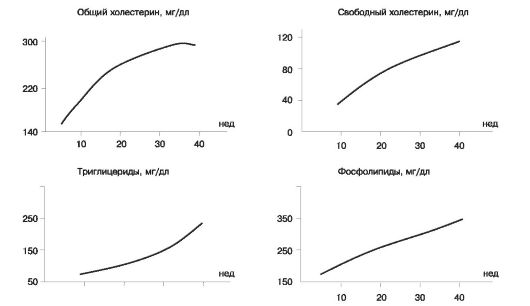 Общий холестерин, мг/дл
300
220
140
10 20 30 40
нед
Свободный холестерин, мг/дл
120
80
40
0
10 20 30 40
нед
Триглицериды, мг/дл
250
150
50
нед
Фосфолипиды, мг/дл
350
250
150
10 20 30 40
нед